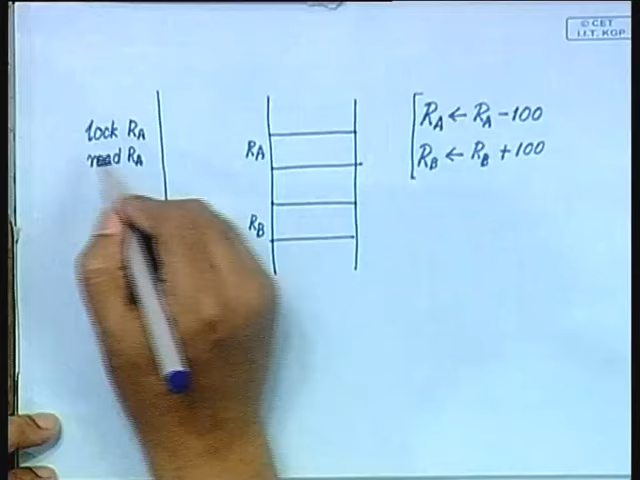 © CET
I.I.T. KGP
lock RA
read RA
RA
RB
RA ← RA - 100
RB ← RB + 100